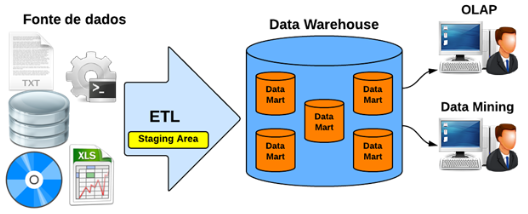 Fonte de dados
TXT
>_
XLS
ETL
Staging Area
Data Warehouse
Data
Mart
Data
Mart
Data
Mart
Data
Mart
Data
Mart
OLAP
Data Mining